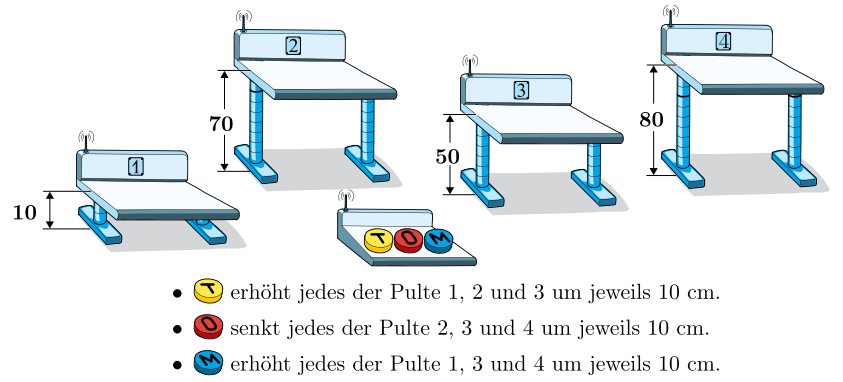 2
4
3
1
70
80
50
10
T O M
• T erhöht jedes der Pulte 1, 2 und 3 um jeweils 10 cm.
• O senkt jedes der Pulte 2, 3 und 4 um jeweils 10 cm.
• M erhöht jedes der Pulte 1, 3 und 4 um jeweils 10 cm.